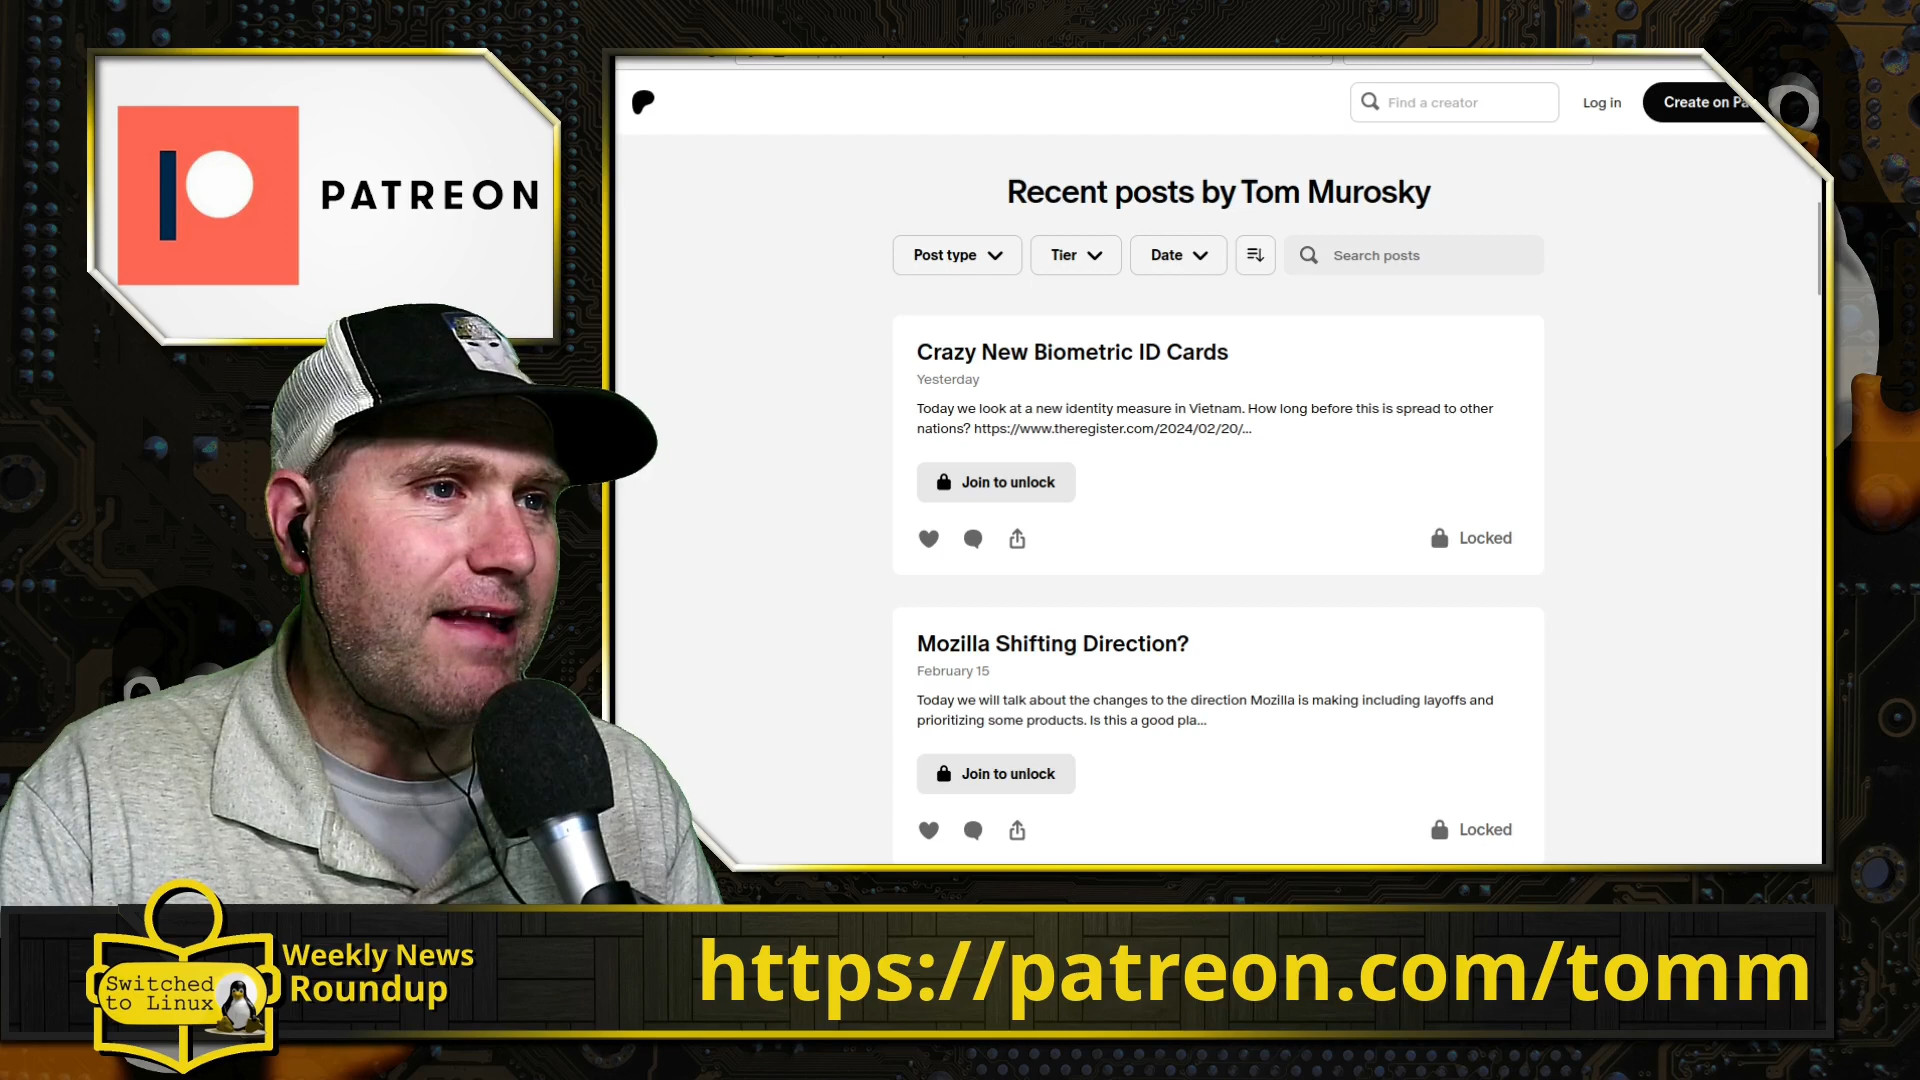 PATREON
Find a creator
Log in
Create on Pa
Recent posts by Tom Murosky
Post type
Tier
Date
Search posts
Crazy New Biometric ID Cards
Yesterday
Today we look at a new identity measure in Vietnam. How long before this is spread to other
nations? https://www.theregister.com/2024/02/20/...
Join to unlock
Locked
Mozilla Shifting Direction?
February 15
Today we will talk about the changes to the direction Mozilla is making including layoffs and
prioritizing some products. Is this a good pla...
Join to unlock
Locked
Switched
to Linux
Weekly News
Roundup
https://patreon.com/tomm